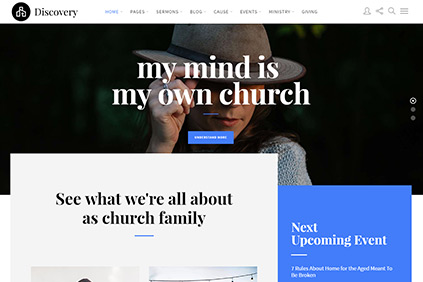 Discovery
HOME PAGES SERMONS BLOG CAUSE EVENTS MINISTRY GIVING
my mind is
my own church
UNDERSTAND MORE
See what we're all about
as church family
Next
Upcoming Event
7 Rules About Home for the Aged Meant To
Be Broken